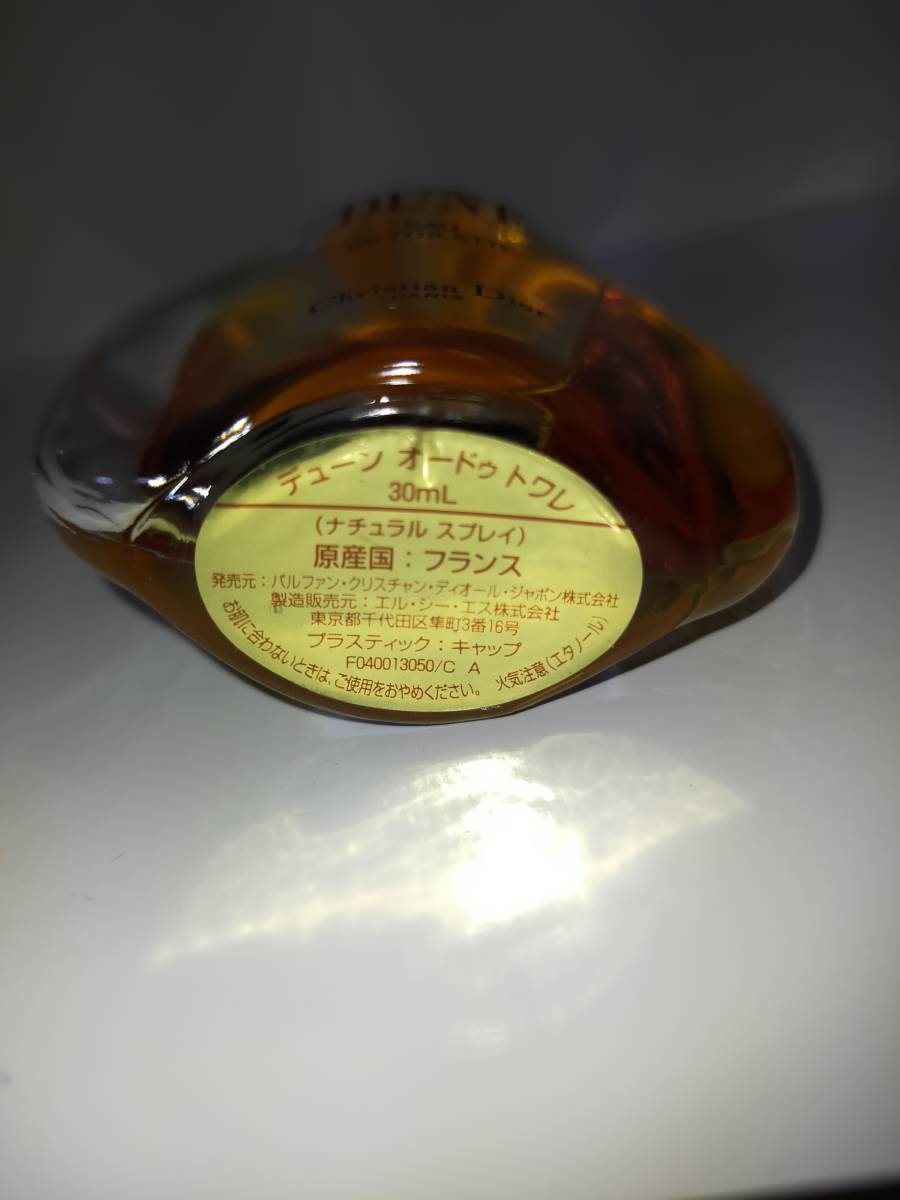 DUNE
EAU
DE TOILETTE
Christian Dior
PARIS
デューン オードゥ トワレ
30mL
(ナチュラル スプレイ)
原産国：フランス
発売元：パルファン・クリスチャン・ディオール・ジャポン株式会社
製造販売元：エル・シー・エス株式会社
東京都千代田区隼町3番16号
プラスティック：キャップ
F040013050/C A
お肌に合わないときは、ご使用をおやめください。 火気注意(エタノール)